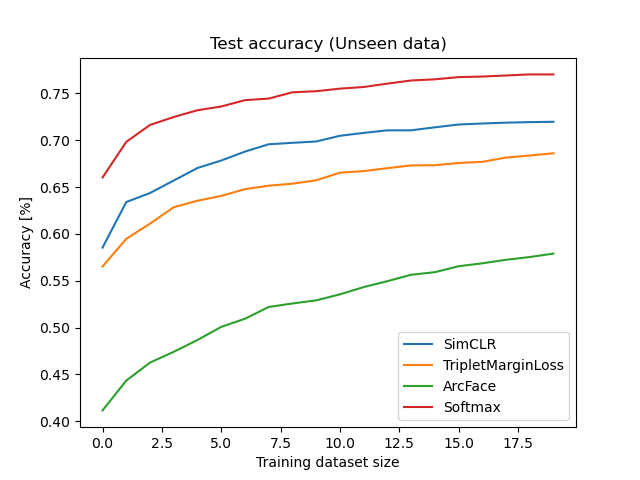 Test accuracy (Unseen data)
Accuracy [%]
0.75
0.70
0.65
0.60
0.55
0.50
0.45
0.40
SimCLR
TripletMarginLoss
ArcFace
Softmax
0.0 2.5 5.0 7.5 10.0 12.5 15.0 17.5
Training dataset size